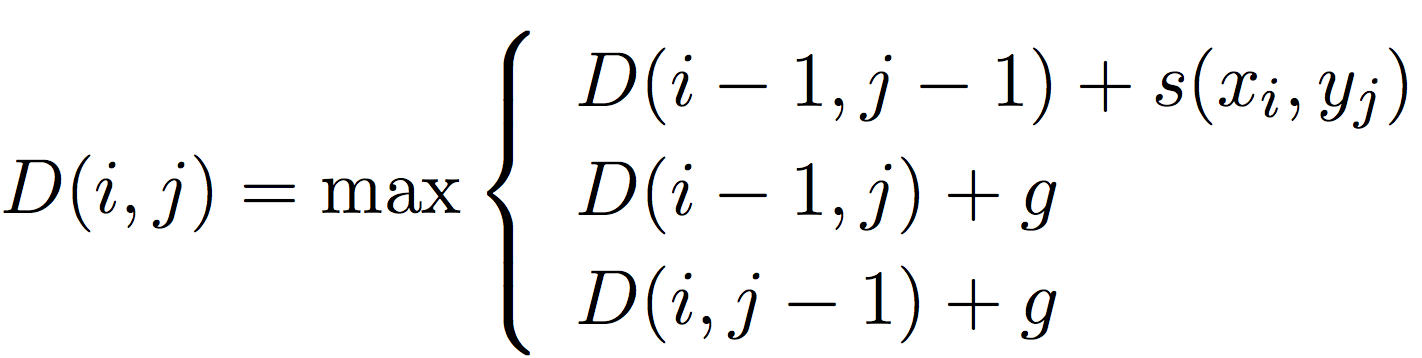 D(i − 1, j − 1) + s(x_i, y_j)
D(i, j) = max { D(i − 1, j) + g
D(i, j − 1) + g